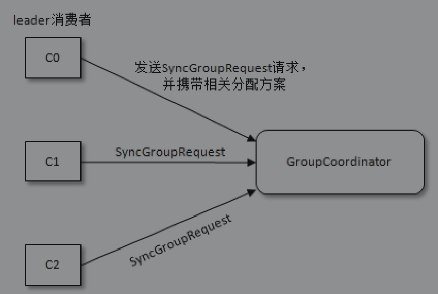 leader消费者
C0
发送SyncGroupRequest请求，
并携带相关分配方案
C1
SyncGroupRequest
GroupCoordinator
SyncGroupRequest
C2